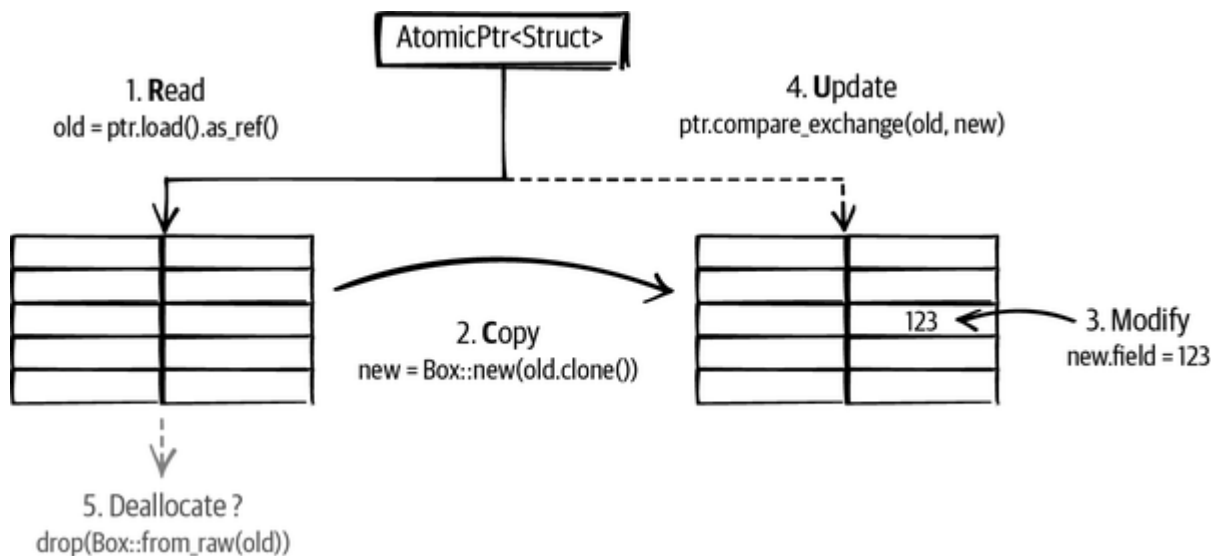 AtomicPtr<Struct>
1. Read
old = ptr.load().as_ref()
4. Update
ptr.compare_exchange(old, new)
2. Copy
new = Box::new(old.clone())
123
3. Modify
new.field = 123
5. Deallocate ?
drop(Box::from_raw(old))